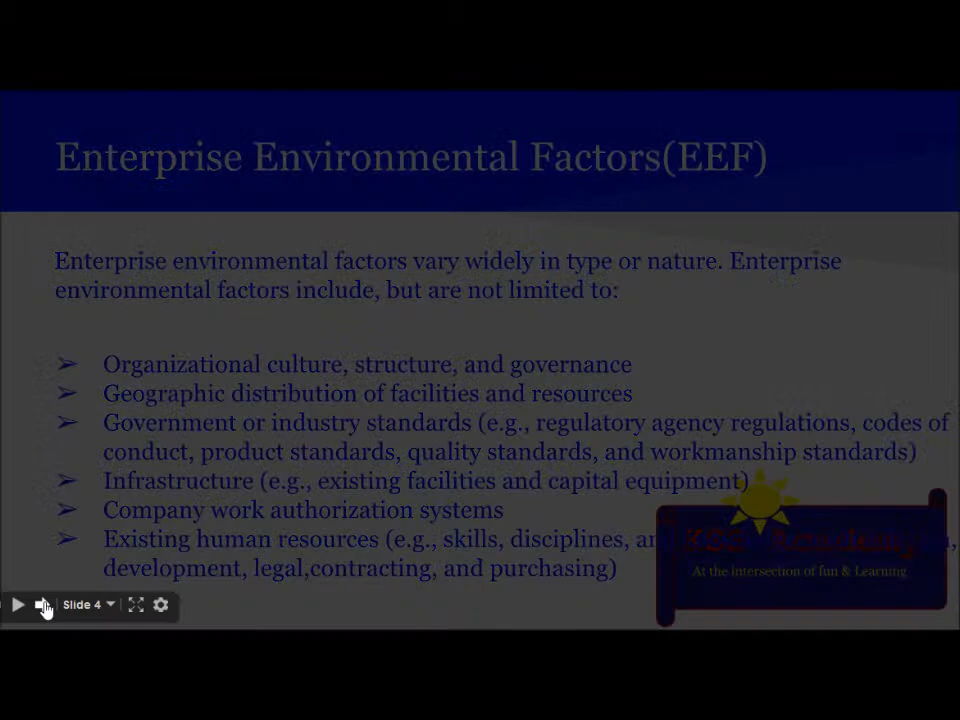 Enterprise Environmental Factors(EEF)
Enterprise environmental factors vary widely in type or nature. Enterprise
environmental factors include, but are not limited to:
➢ Organizational culture, structure, and governance
➢ Geographic distribution of facilities and resources
➢ Government or industry standards (e.g., regulatory agency regulations, codes of
conduct, product standards, quality standards, and workmanship standards)
➢ Infrastructure (e.g., existing facilities and capital equipment)
➢ Company work authorization systems
➢ Existing human resources (e.g., skills, disciplines,
development, legal,contracting, and purchasing)
Academy
At the intersection of fun & Learning
Slide 4